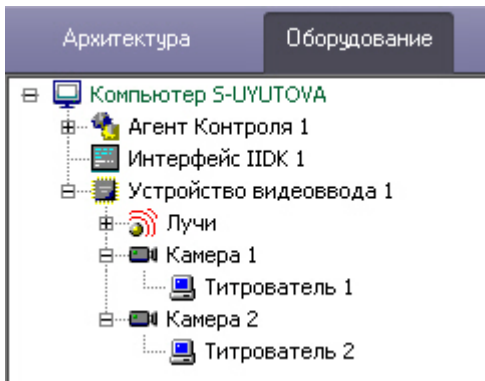 Архитектура Оборудование
Компьютер S-UYUTOVA
Агент Контроля 1
Интерфейс IIDK 1
Устройство видеоввода 1
Лучи
Камера 1
Титрователь 1
Камера 2
Титрователь 2